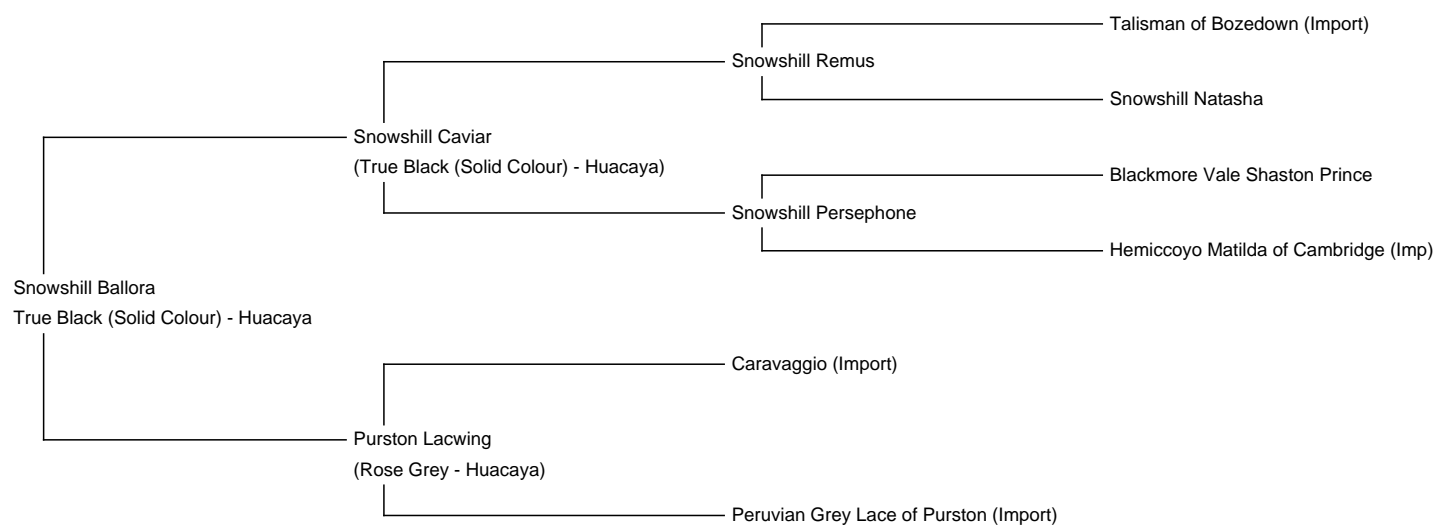 Talisman of Bozedown (Import)
Snowshill Remus
Snowshill Natasha
Snowshill Caviar
(True Black (Solid Colour) - Huacaya)
Blackmore Vale Shaston Prince
Snowshill Persephone
Hemiccoyo Matilda of Cambridge (Imp)
Snowshill Ballora
True Black (Solid Colour) - Huacaya
Caravaggio (Import)
Purston Lacwing
(Rose Grey - Huacaya)
Peruvian Grey Lace of Purston (Import)